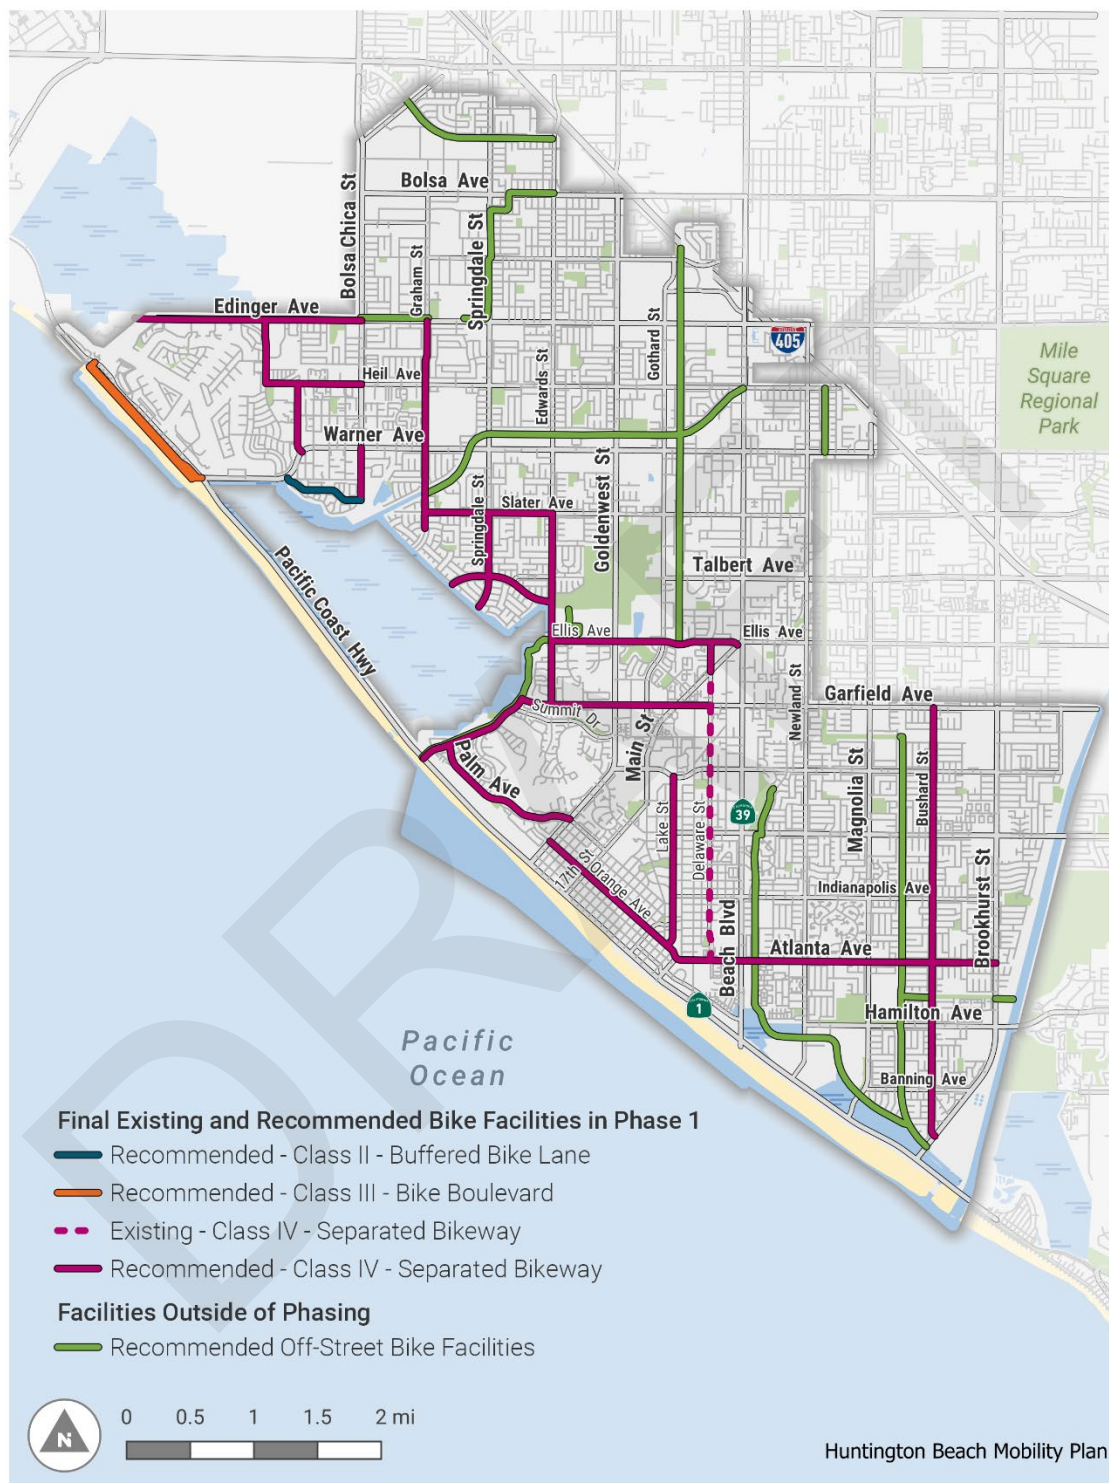 Bolsa Ave
Bolsa Chica St
Graham St
Springdale St
Edinger Ave
INTERSTATE
405
Mile
Square
Regional
Park
Gothard St
Heil Ave
Edwards St
Warner Ave
Goldenwest St
Springdale St
Slater Ave
Talbert Ave
Pacific Coast Hwy
Ellis Ave
Ellis Ave
Newland St
Garfield Ave
Summit Dr
Main St
Palm Ave
Magnolia St
Bushard St
Lake St
Delaware St
39
17th St
Orange Ave
Indianapolis Ave
Brookhurst St
Beach Blvd
Atlanta Ave
1
Hamilton Ave
Banning Ave
Pacific
Ocean
DRAFT
Final Existing and Recommended Bike Facilities in Phase 1
Recommended - Class II - Buffered Bike Lane
Recommended - Class III - Bike Boulevard
Existing - Class IV - Separated Bikeway
Recommended - Class IV - Separated Bikeway
Facilities Outside of Phasing
Recommended Off-Street Bike Facilities
N
0 0.5 1 1.5 2 mi
Huntington Beach Mobility Plan